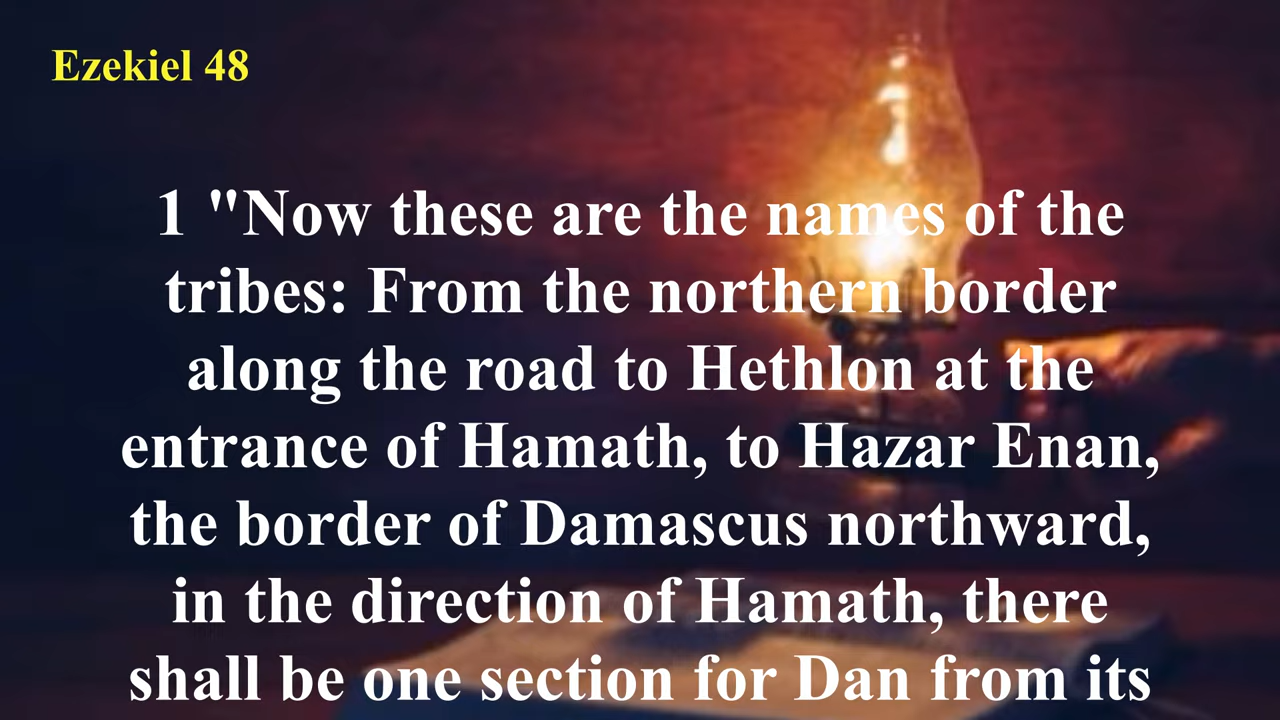 Ezekiel 48
1 "Now these are the names of the
tribes: From the northern border
along the road to Hethlon at the
entrance of Hamath, to Hazar Enan,
the border of Damascus northward,
in the direction of Hamath, there
shall be one section for Dan from its